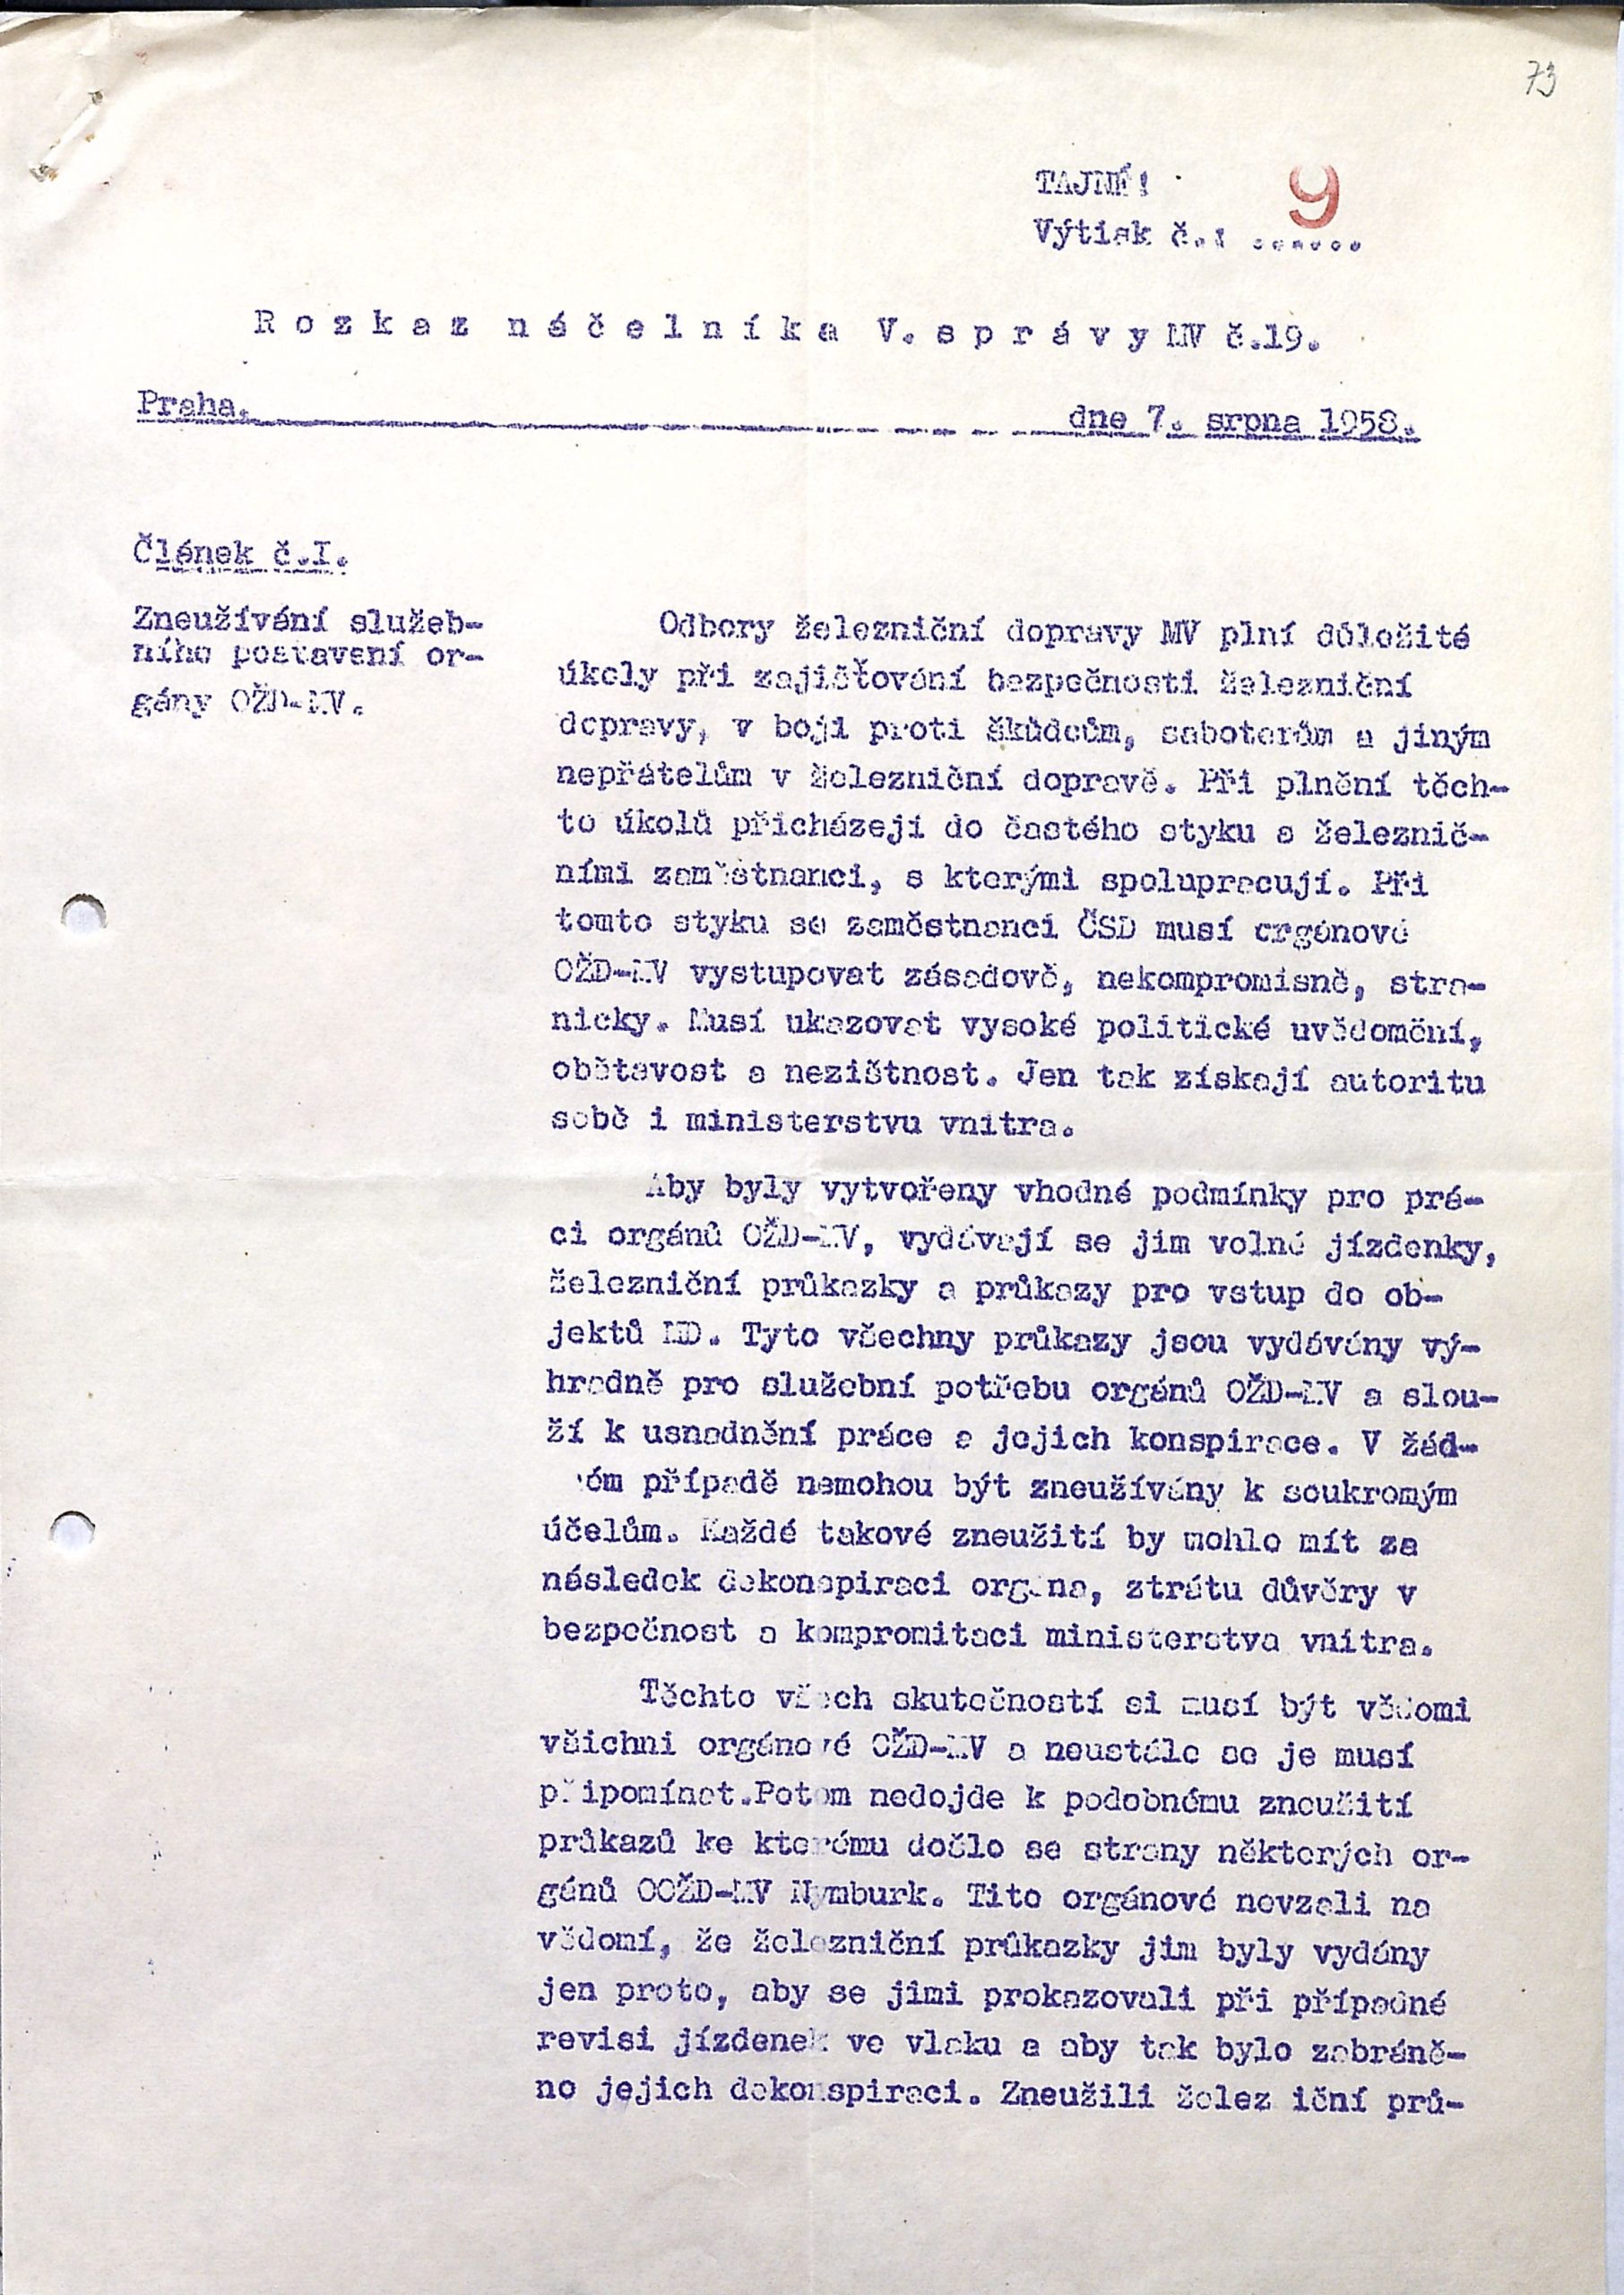 73
TAJNÉ!
Výtisk č.: ...... 9
Rozkaz náčelníka V. správy MV č.19.
Praha, dne 7. srpna 1958.
Článek č.I.
Zneužívání služeb-
ního postavení or-
gány OŽD-MV.
Odbory železniční dopravy MV plní důležité
úkoly při zajišťování bezpečnosti železniční
dopravy, v boji proti škůdcům, saboterům a jiným
nepřátelům v železniční dopravě. Při plnění těch-
to úkolů přicházejí do častého styku s železnič-
ními zaměstnanci, s kterými spolupracují. Při
tomto styku se zaměstnanci ČSD musí orgánové
OŽD-MV vystupovat zásadově, nekompromisně, stra-
nicky. Musí ukazovat vysoké politické uvědomění,
obětavost a nezištnost. Jen tak získají autoritu
sobě i ministerstvu vnitra.
Aby byly vytvořeny vhodné podmínky pro prá-
ci orgánů OŽD-MV, vydávají se jim volné jízdenky,
železniční průkazky a průkazy pro vstup do ob-
jektů MD. Tyto všechny průkazy jsou vydávány vý-
hradně pro služební potřebu orgánů OŽD-MV a slou-
ží k usnadnění práce a jejich konspirace. V žád-
ném případě nemohou být zneužívány k soukromým
účelům. Každé takové zneužití by mohlo mít za
následek dekonspiraci orgána, ztrátu důvěry v
bezpečnost a kompromitaci ministerstva vnitra.
Těchto všech skutečností si musí být vědomi
všichni orgánové OŽD-MV a neustále se je musí
připomínat.Potom nedojde k podobnému zneužití
průkazů ke kterému došlo se strany některých or-
gánů OOŽD-MV Nymburk. Tito orgánové nevzali na
vědomí, že železniční průkazky jim byly vydány
jen proto, aby se jimi prokazovali při případné
revisi jízdenek ve vlaku a aby tak bylo zabráně-
no jejich dekonspiraci. Zneužili železniční prů-